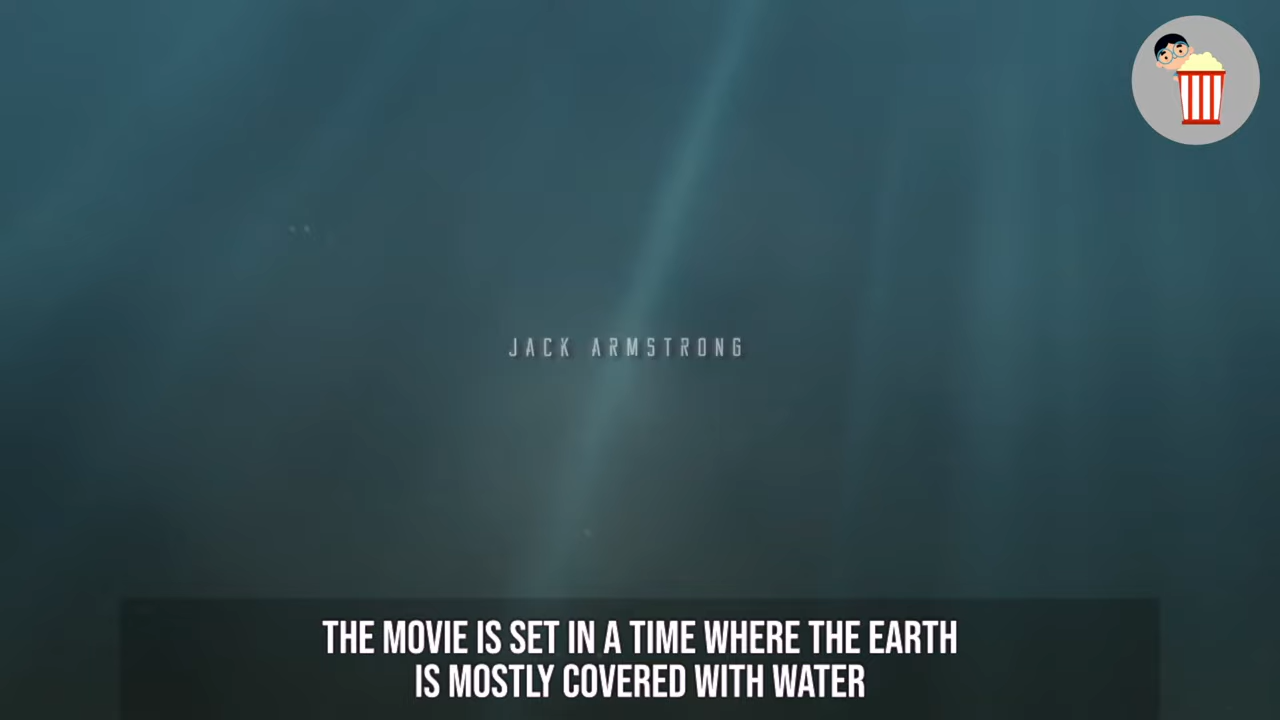 JACK ARMSTRONG
THE MOVIE IS SET IN A TIME WHERE THE EARTH
IS MOSTLY COVERED WITH WATER